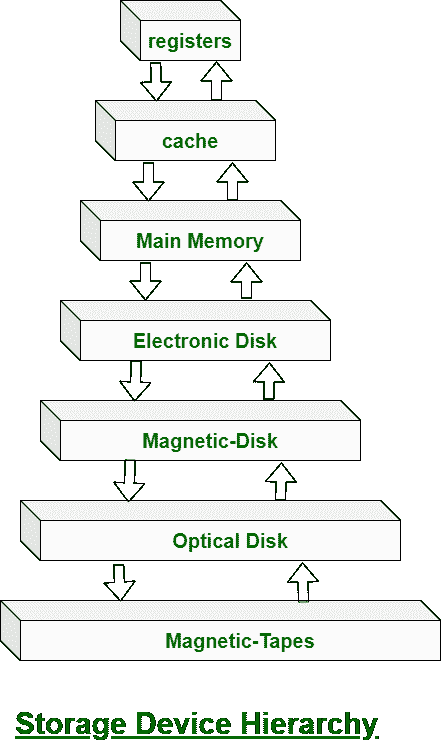 registers
cache
Main Memory
Electronic Disk
Magnetic-Disk
Optical Disk
Magnetic-Tapes
Storage Device Hierarchy